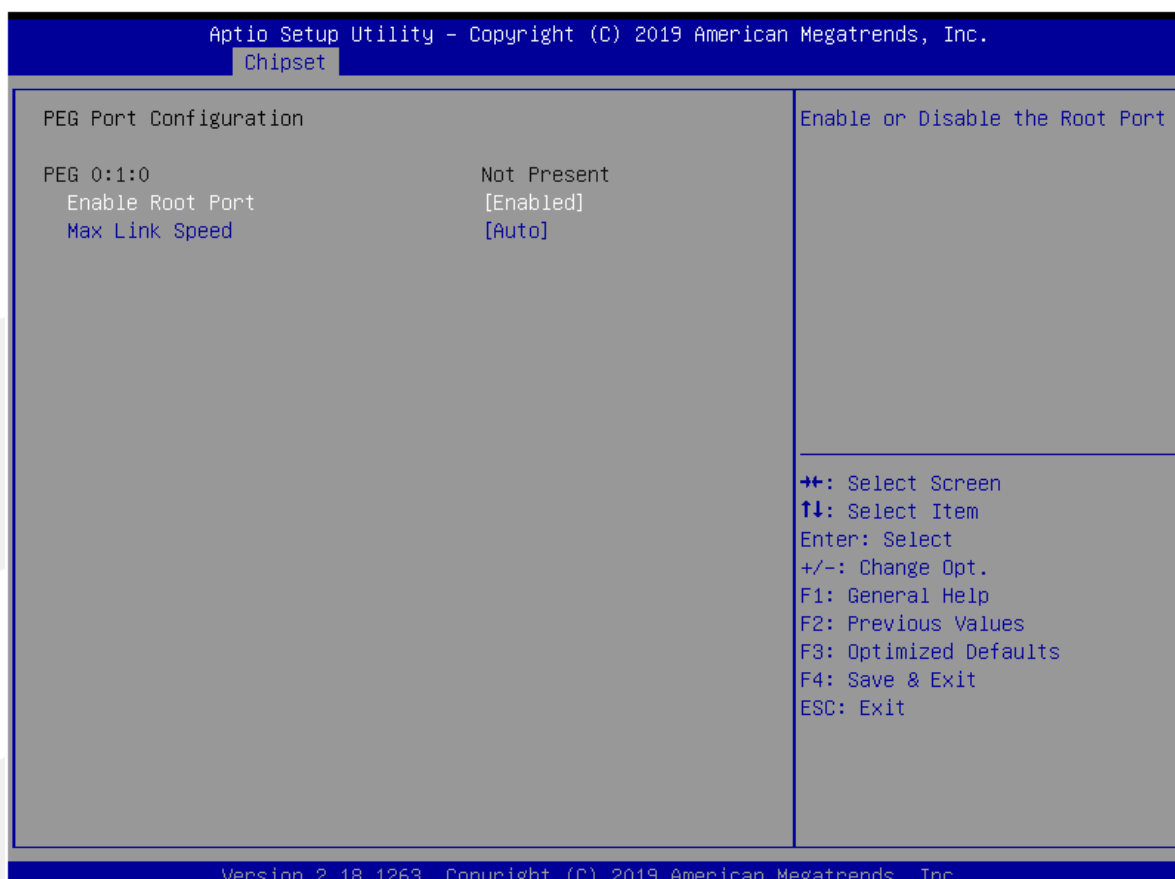 Aptio Setup Utility – Copyright (C) 2019 American Megatrends, Inc.
Chipset
PEG Port Configuration
PEG 0:1:0 Not Present
Enable Root Port [Enabled]
Max Link Speed [Auto]
Enable or Disable the Root Port
→←: Select Screen
↑↓: Select Item
Enter: Select
+/-: Change Opt.
F1: General Help
F2: Previous Values
F3: Optimized Defaults
F4: Save & Exit
ESC: Exit
Version 2.18.1263. Copyright (C) 2019 American Megatrends, Inc.